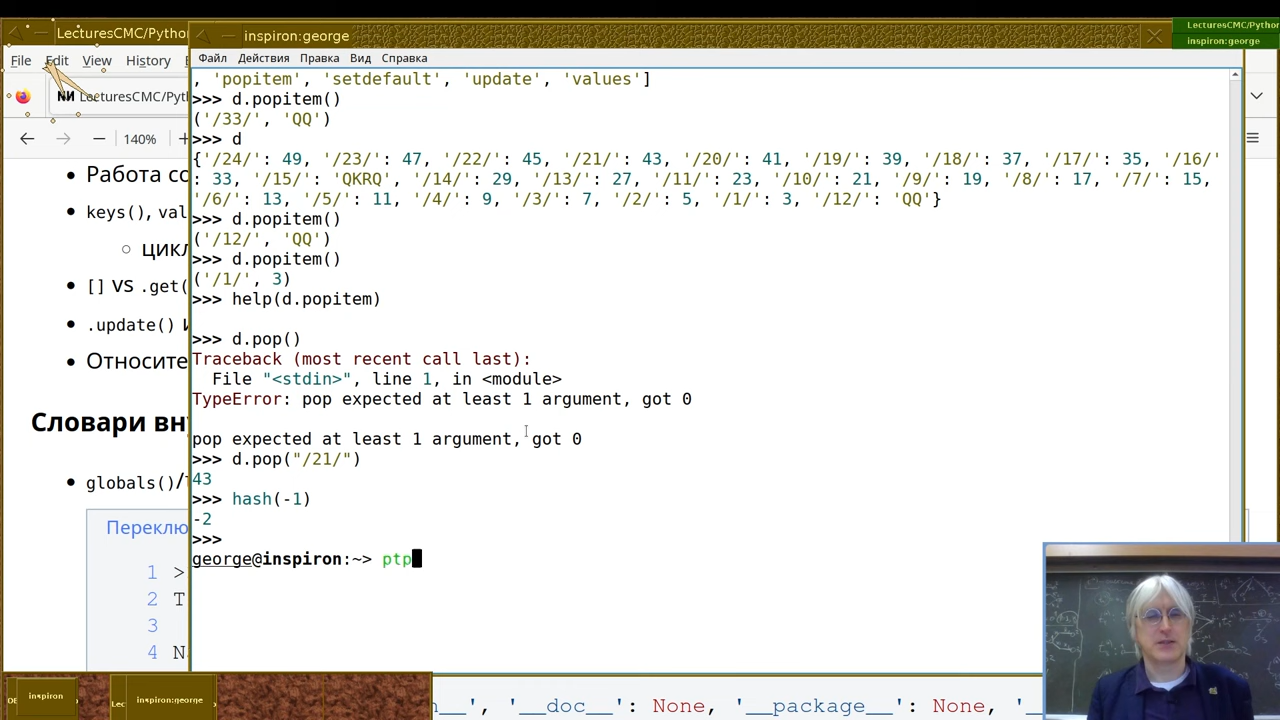 LecturesCMC/Python
inspiron:george
LecturesCMC/Pytho
inspiron:george
File Edit View History
Файл Действия Правка Вид Справка
LecturesCMC/Pyth
140%
, 'popitem', 'setdefault', 'update', 'values']
>>> d.popitem()
('/33/', 'QQ')
>>> d
{'/24/': 49, '/23/': 47, '/22/': 45, '/21/': 43, '/20/': 41, '/19/': 39, '/18/': 37, '/17/': 35, '/16/'
: 33, '/15/': 'QKRQ', '/14/': 29, '/13/': 27, '/11/': 23, '/10/': 21, '/9/': 19, '/8/': 17, '/7/': 15,
'/6/': 13, '/5/': 11, '/4/': 9, '/3/': 7, '/2/': 5, '/1/': 3, '/12/': 'QQ'}
>>> d.popitem()
('/12/', 'QQ')
>>> d.popitem()
('/1/', 3)
>>> help(d.popitem)
>>> d.pop()
Traceback (most recent call last):
File "<stdin>", line 1, in <module>
TypeError: pop expected at least 1 argument, got 0
pop expected at least 1 argument, got 0
>>> d.pop("/21/")
43
>>> hash(-1)
-2
>>>
george@inspiron:~> ptp
Работа со
keys(), val
цикл
[] vs .get(
.update() и
Относите
Словари вну
globals()/
Переклю
1 >
2 T
3
4 N
inspiron
inspiron:george
__', '__doc__': None, '__package__': None, '